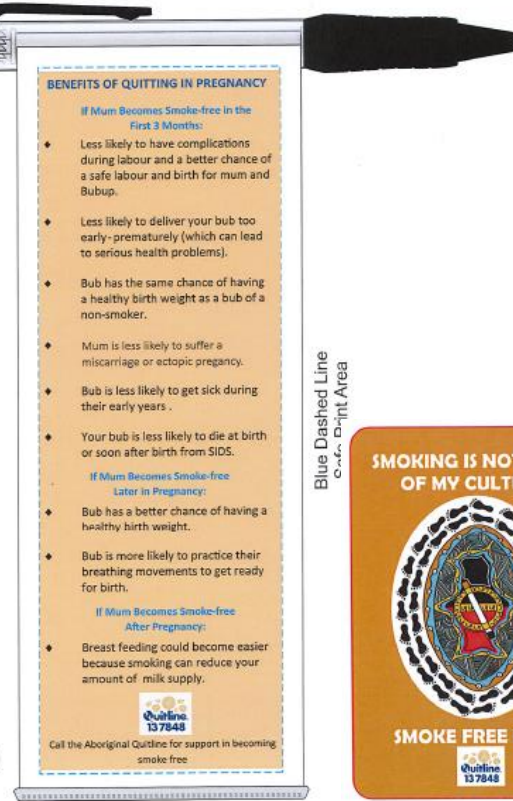 BENEFITS OF QUITTING IN PREGNANCY
If Mum Becomes Smoke-free in the
First 3 Months:
Less likely to have complications
during labour and a better chance of
a safe labour and birth for mum and
Bubup.
Less likely to deliver your bub too
early-prematurely (which can lead
to serious health problems).
Bub has the same chance of having
a healthy birth weight as a bub of a
non-smoker.
Mum is less likely to suffer a
miscarriage or ectopic pregancy.
Bub is less likely to get sick during
their early years .
Your bub is less likely to die at birth
or soon after birth from SIDS.
If Mum Becomes Smoke-free
Later in Pregnancy:
Bub has a better chance of having a
healthy birth weight.
Bub is more likely to practice their
breathing movements to get ready
for birth.
If Mum Becomes Smoke-free
After Pregnancy:
Breast feeding could become easier
because smoking can reduce your
amount of milk supply.
Quitline
137848
Call the Aboriginal Quitline for support in becoming
smoke free
Blue Dashed Line
Safe Print Area
SMOKING IS NO
OF MY CULT
SMOKE FREE
Quitline
137848